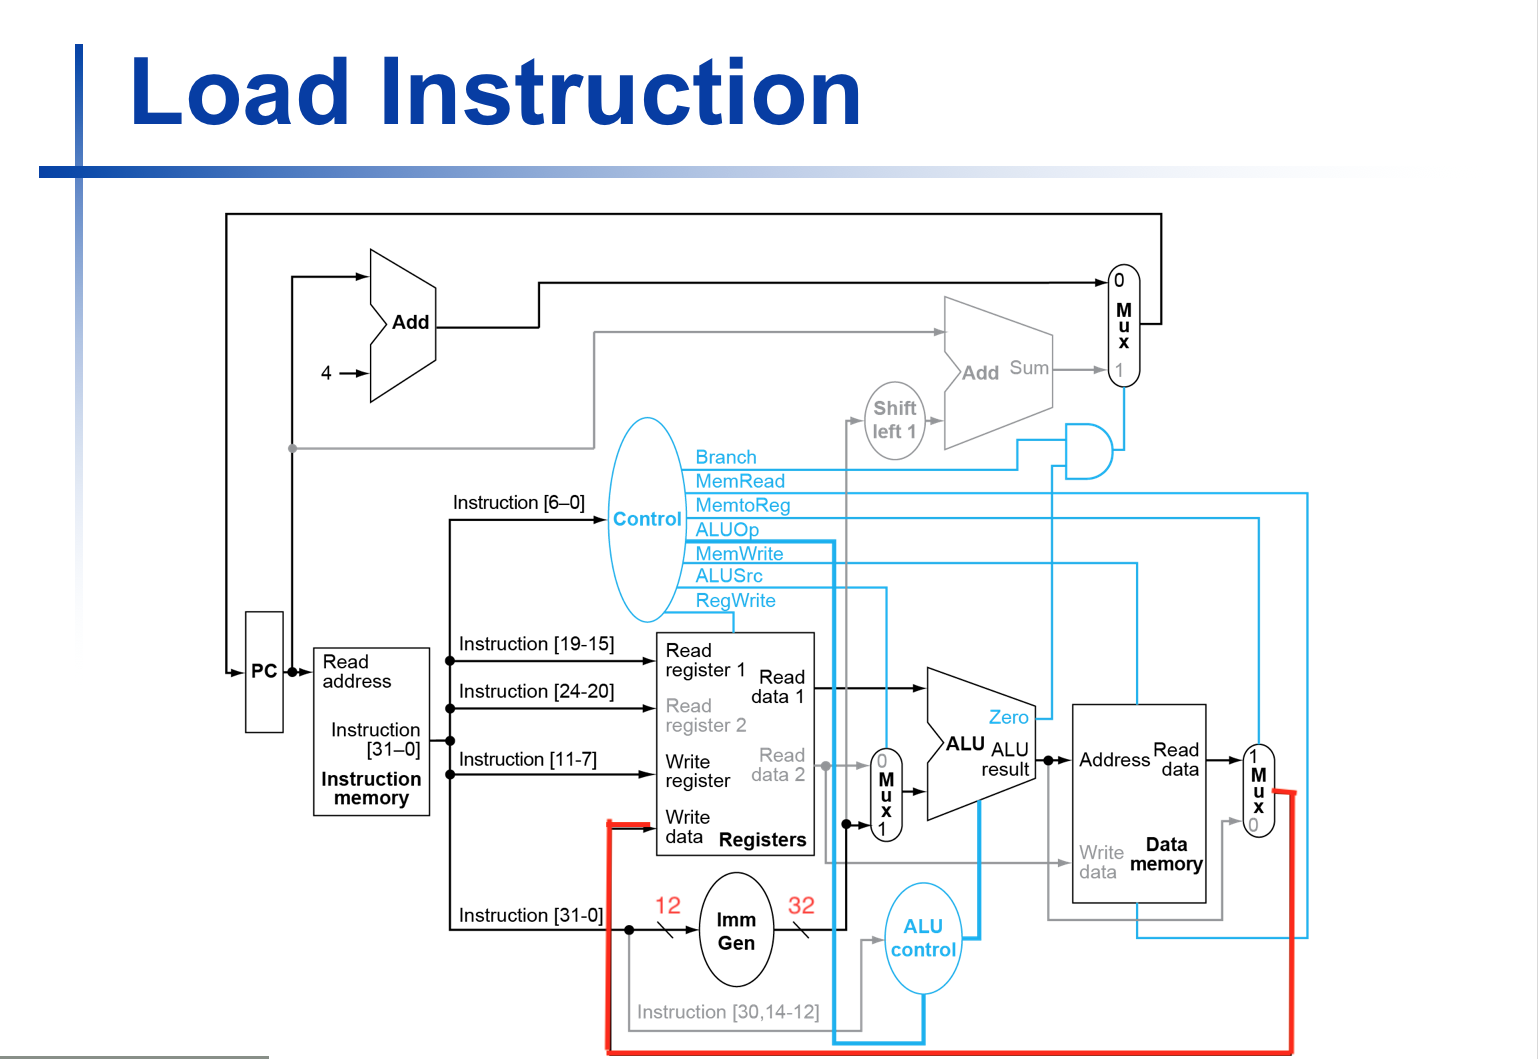 Load Instruction
0
M
u
x
1
Add
4
Add Sum
Shift
left 1
Branch
MemRead
MemtoReg
ALUOp
MemWrite
ALUSrc
RegWrite
Control
Instruction [6–0]
Instruction [19-15]
Instruction [24-20]
Instruction [11-7]
Instruction [31-0]
PC
Read
address
Instruction
[31–0]
Instruction
memory
Read
register 1
Read
register 2
Write
register
Write
data
Read
data 1
Read
data 2
Registers
0
M
u
x
1
Zero
ALU
ALU
result
Address
Read
data
Write
data
Data
memory
1
M
u
x
0
12
Imm
Gen
32
ALU
control
Instruction [30,14-12]